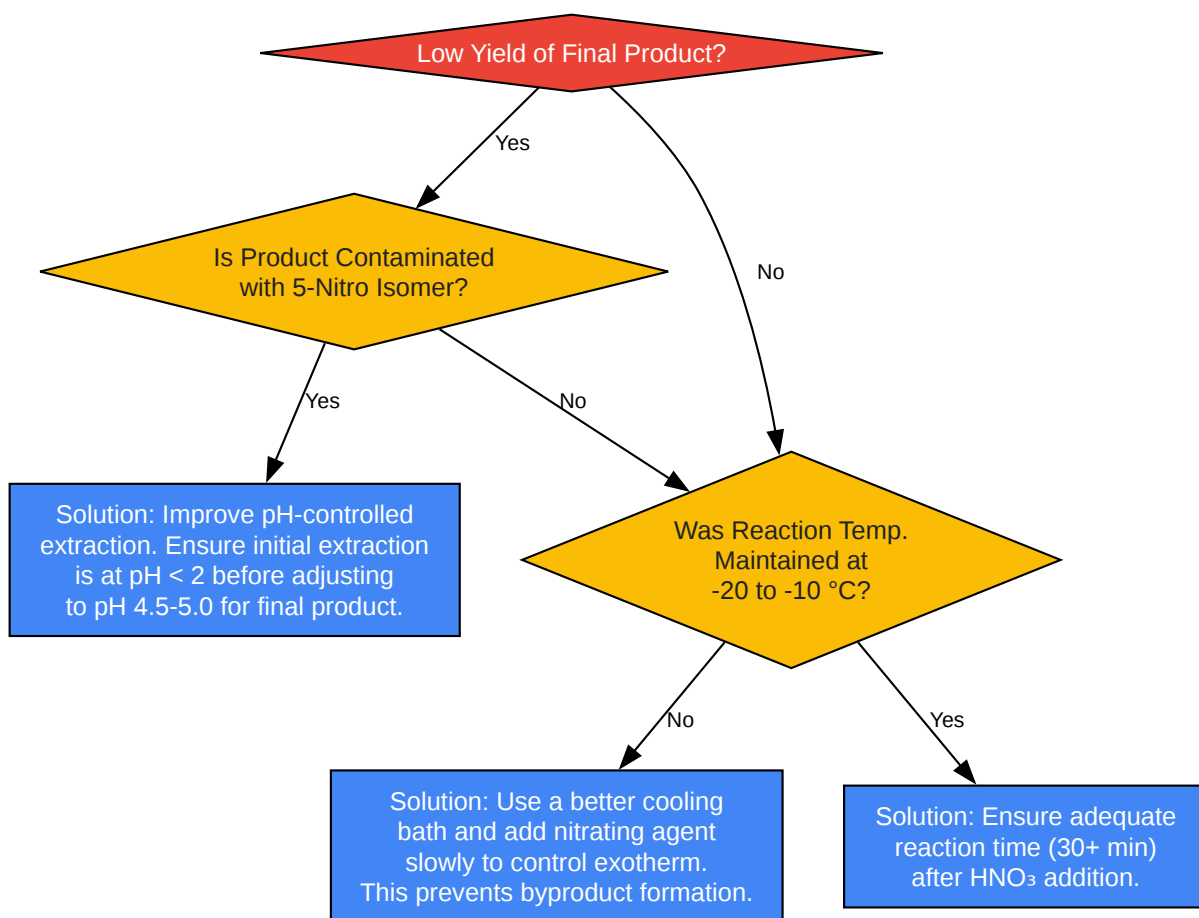 Low Yield of Final Product?
Yes
No
Is Product Contaminated
with 5-Nitro Isomer?
Yes
No
Solution: Improve pH-controlled
extraction. Ensure initial extraction
is at pH < 2 before adjusting
to pH 4.5-5.0 for final product.
Was Reaction Temp.
Maintained at
-20 to -10 °C?
No
Yes
Solution: Use a better cooling
bath and add nitrating agent
slowly to control exotherm.
This prevents byproduct formation.
Solution: Ensure adequate
reaction time (30+ min)
after HNO₃ addition.